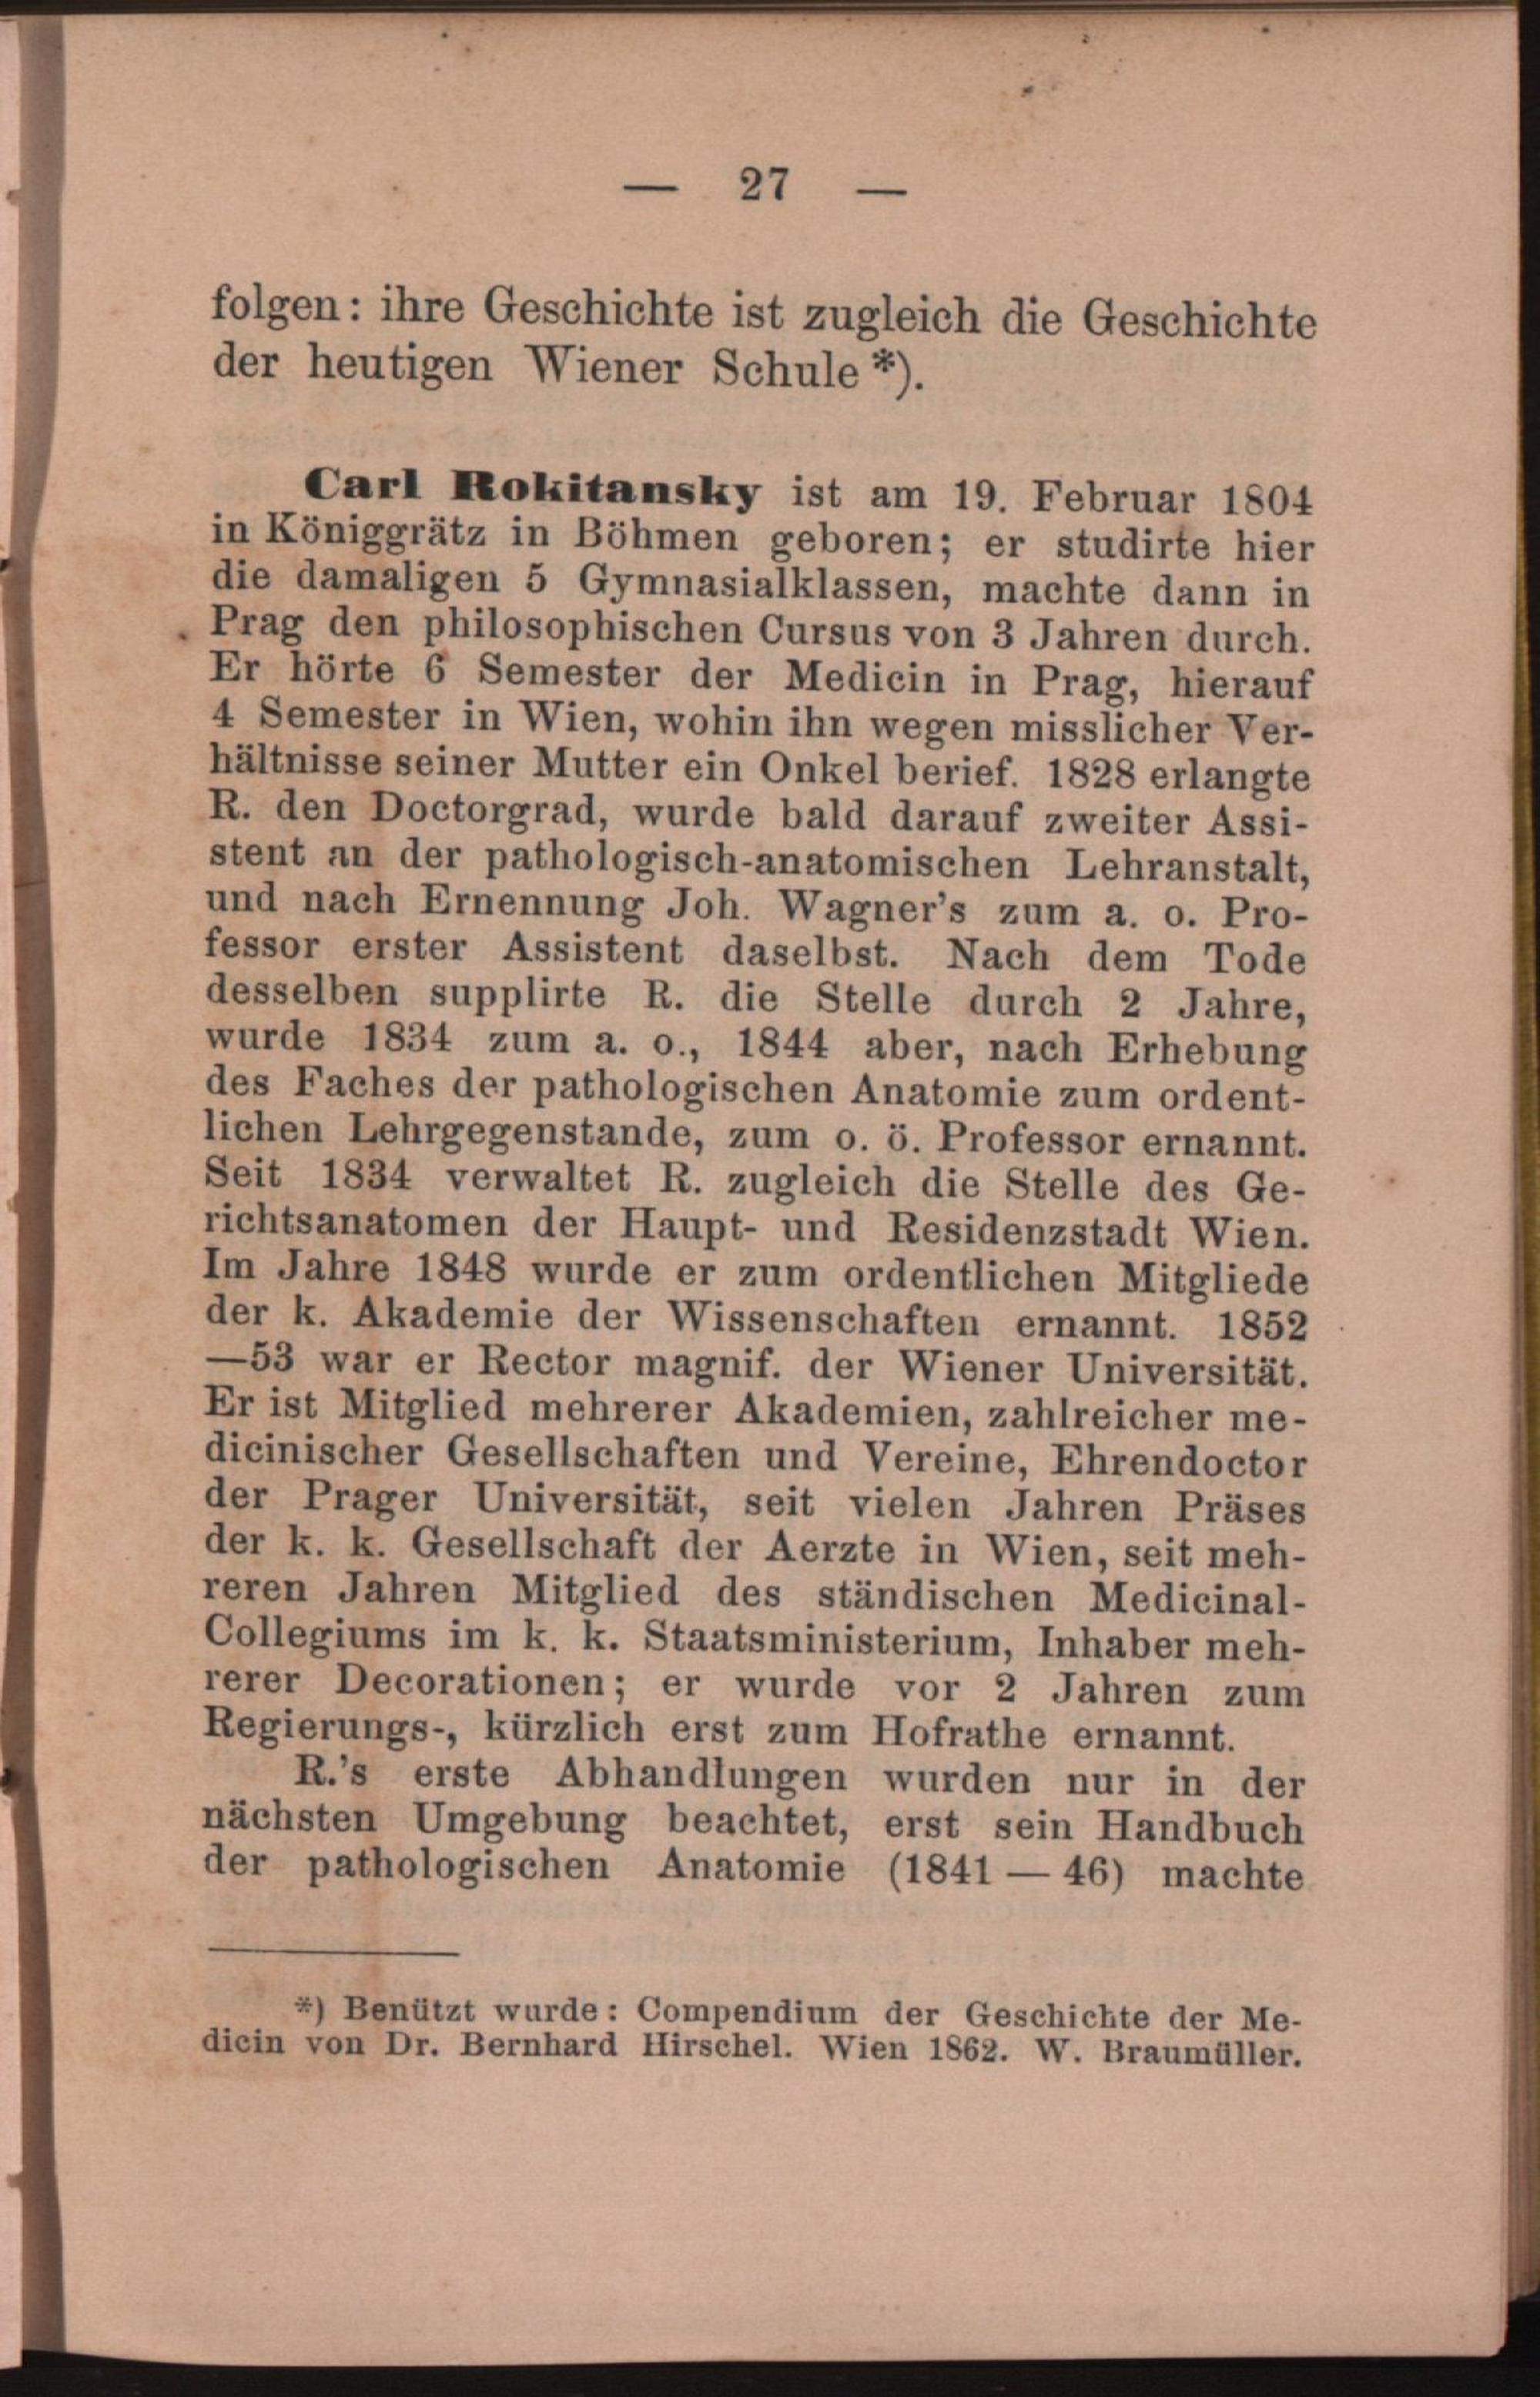 — 27 —
folgen: ihre Geschichte ist zugleich die Geschichte
der heutigen Wiener Schule*).
Carl Rokitansky ist am 19. Februar 1804
in Königgrätz in Böhmen geboren; er studirte hier
die damaligen 5 Gymnasialklassen, machte dann in
Prag den philosophischen Cursus von 3 Jahren durch.
Er hörte 6 Semester der Medicin in Prag, hierauf
4 Semester in Wien, wohin ihn wegen misslicher Ver-
hältnisse seiner Mutter ein Onkel berief. 1828 erlangte
R. den Doctorgrad, wurde bald darauf zweiter Assi-
stent an der pathologisch-anatomischen Lehranstalt,
und nach Ernennung Joh. Wagner's zum a. o. Pro-
fessor erster Assistent daselbst. Nach dem Tode
desselben supplirte R. die Stelle durch 2 Jahre,
wurde 1834 zum a. o., 1844 aber, nach Erhebung
des Faches der pathologischen Anatomie zum ordent-
lichen Lehrgegenstande, zum o. ö. Professor ernannt.
Seit 1834 verwaltet R. zugleich die Stelle des Ge-
richtsanatomen der Haupt- und Residenzstadt Wien.
Im Jahre 1848 wurde er zum ordentlichen Mitgliede
der k. Akademie der Wissenschaften ernannt. 1852
—53 war er Rector magnif. der Wiener Universität.
Er ist Mitglied mehrerer Akademien, zahlreicher me-
dicinischer Gesellschaften und Vereine, Ehrendoctor
der Prager Universität, seit vielen Jahren Präses
der k. k. Gesellschaft der Aerzte in Wien, seit meh-
reren Jahren Mitglied des ständischen Medicinal-
Collegiums im k. k. Staatsministerium, Inhaber meh-
rerer Decorationen; er wurde vor 2 Jahren zum
Regierungs-, kürzlich erst zum Hofrathe ernannt.
R.'s erste Abhandlungen wurden nur in der
nächsten Umgebung beachtet, erst sein Handbuch
der pathologischen Anatomie (1841 — 46) machte
*) Benützt wurde: Compendium der Geschichte der Me-
dicin von Dr. Bernhard Hirschel. Wien 1862. W. Braumüller.